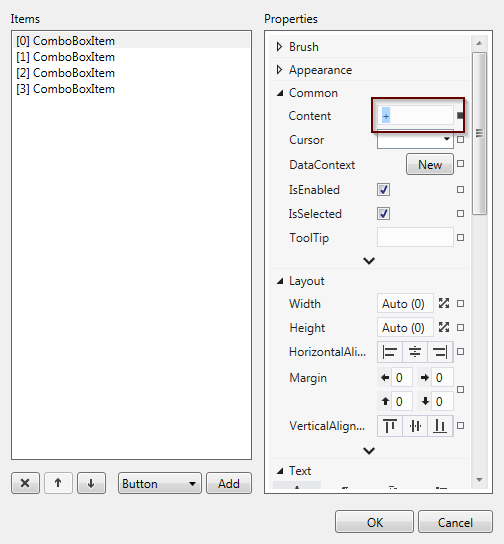 Items
[0] ComboBoxItem
[1] ComboBoxItem
[2] ComboBoxItem
[3] ComboBoxItem
Button
Add
Properties
Brush
Appearance
Common
Content +
Cursor
DataContext New
IsEnabled
IsSelected
ToolTip
Layout
Width Auto (0)
Height Auto (0)
HorizontalAli...
Margin 0 0
0 0
VerticalAlign...
Text
OK Cancel